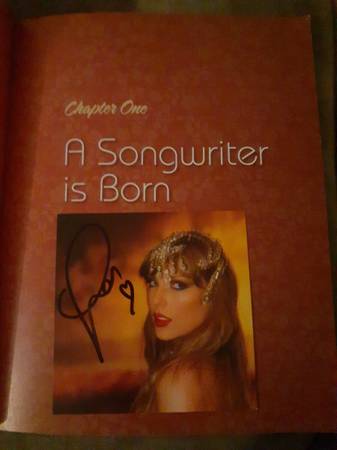 Chapter One
A Songwriter
is Born